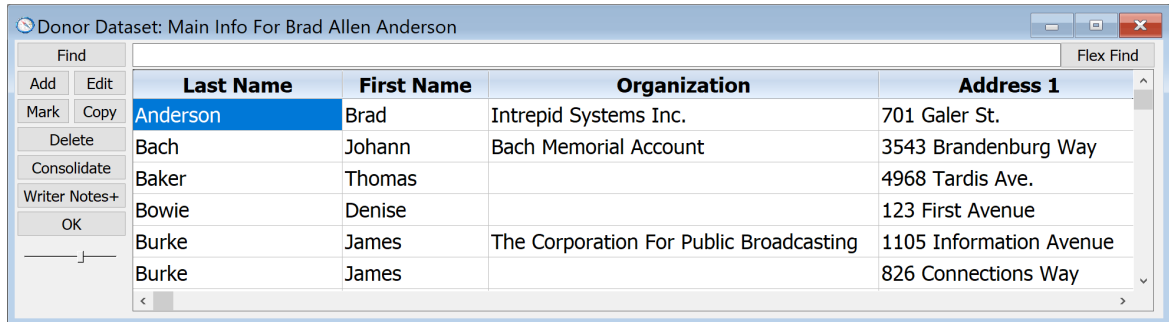 Donor Dataset: Main Info For Brad Allen Anderson
Find Flex Find
Add Edit Last Name First Name Organization Address 1
Mark Copy Anderson Brad Intrepid Systems Inc. 701 Galer St.
Delete Bach Johann Bach Memorial Account 3543 Brandenburg Way
Consolidate Baker Thomas 4968 Tardis Ave.
Writer Notes+ Bowie Denise 123 First Avenue
OK Burke James The Corporation For Public Broadcasting 1105 Information Avenue
Burke James 826 Connections Way